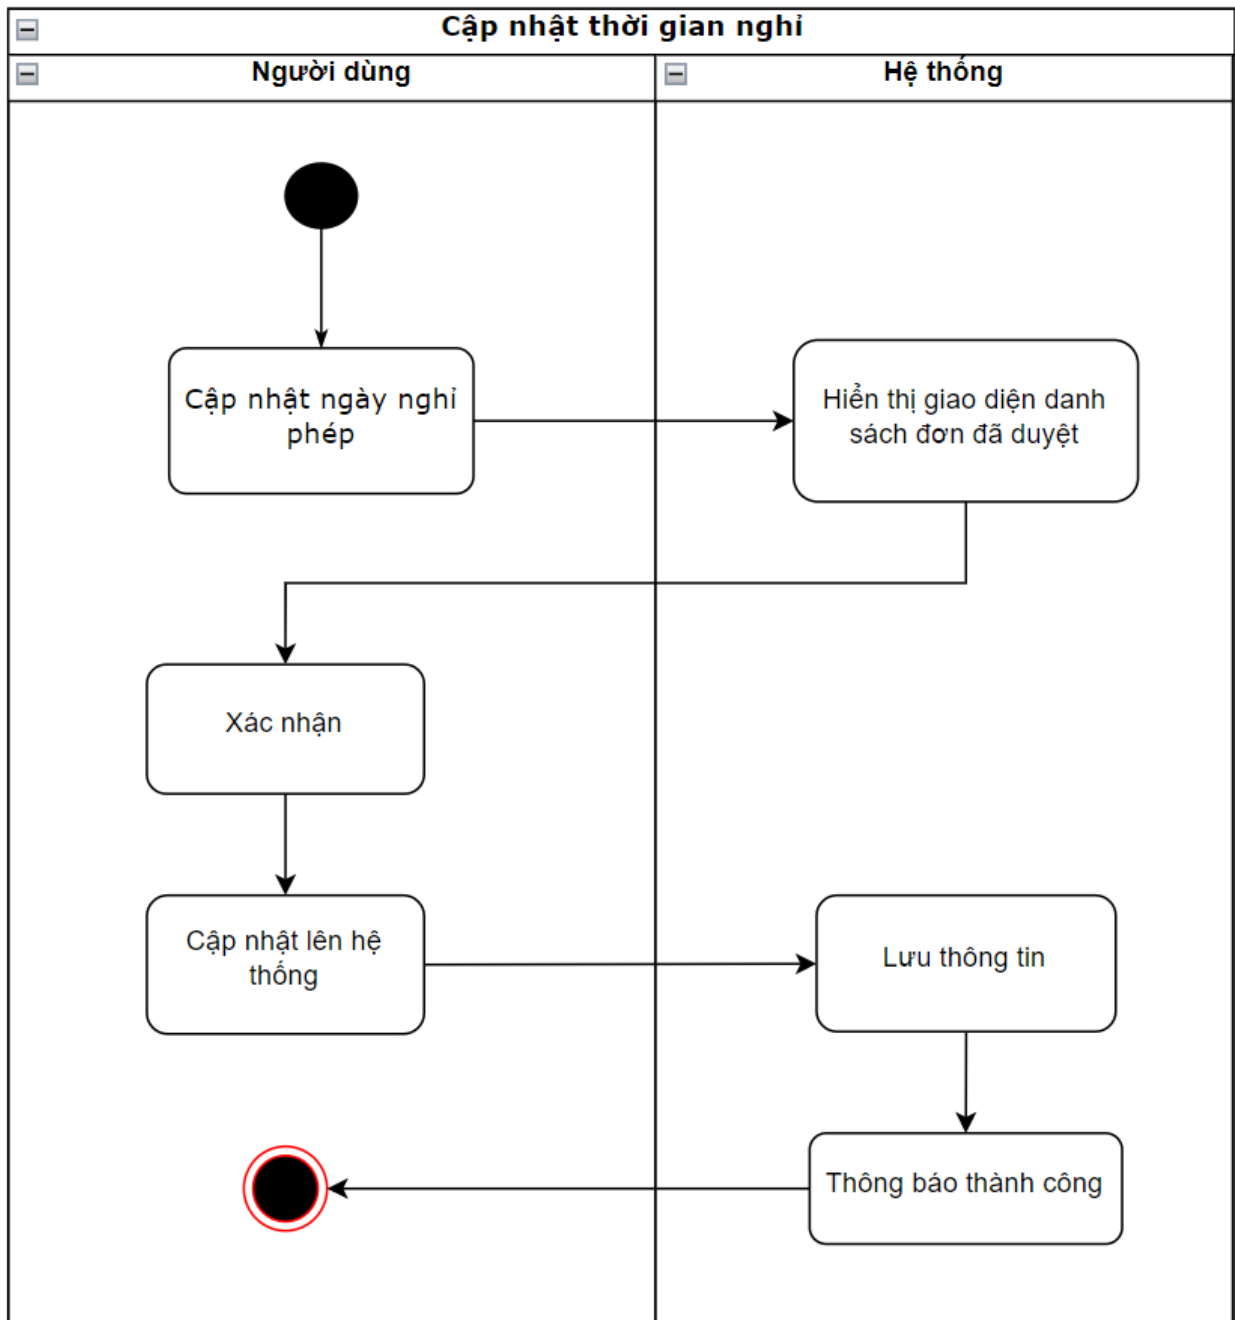 Cập nhật thời gian nghỉ
Người dùng
Hệ thống
Cập nhật ngày nghỉ
phép
Hiển thị giao diện danh
sách đơn đã duyệt
Xác nhận
Cập nhật lên hệ
thống
Lưu thông tin
Thông báo thành công